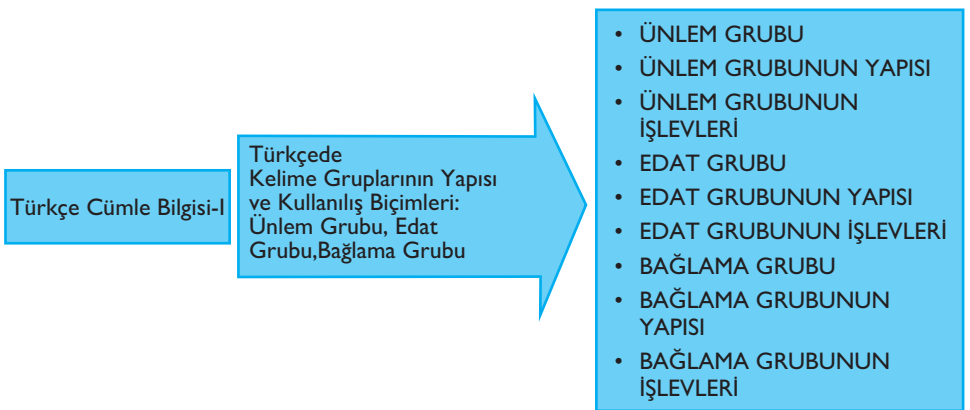 Türkçe Cümle Bilgisi-I
Türkçede
Kelime Gruplarının Yapısı
ve Kullanılış Biçimleri:
Ünlem Grubu, Edat
Grubu,Bağlama Grubu
• ÜNLEM GRUBU
• ÜNLEM GRUBUNUN YAPISI
• ÜNLEM GRUBUNUN
İŞLEVLERİ
• EDAT GRUBU
• EDAT GRUBUNUN YAPISI
• EDAT GRUBUNUN İŞLEVLERİ
• BAĞLAMA GRUBU
• BAĞLAMA GRUBUNUN
YAPISI
• BAĞLAMA GRUBUNUN
İŞLEVLERİ